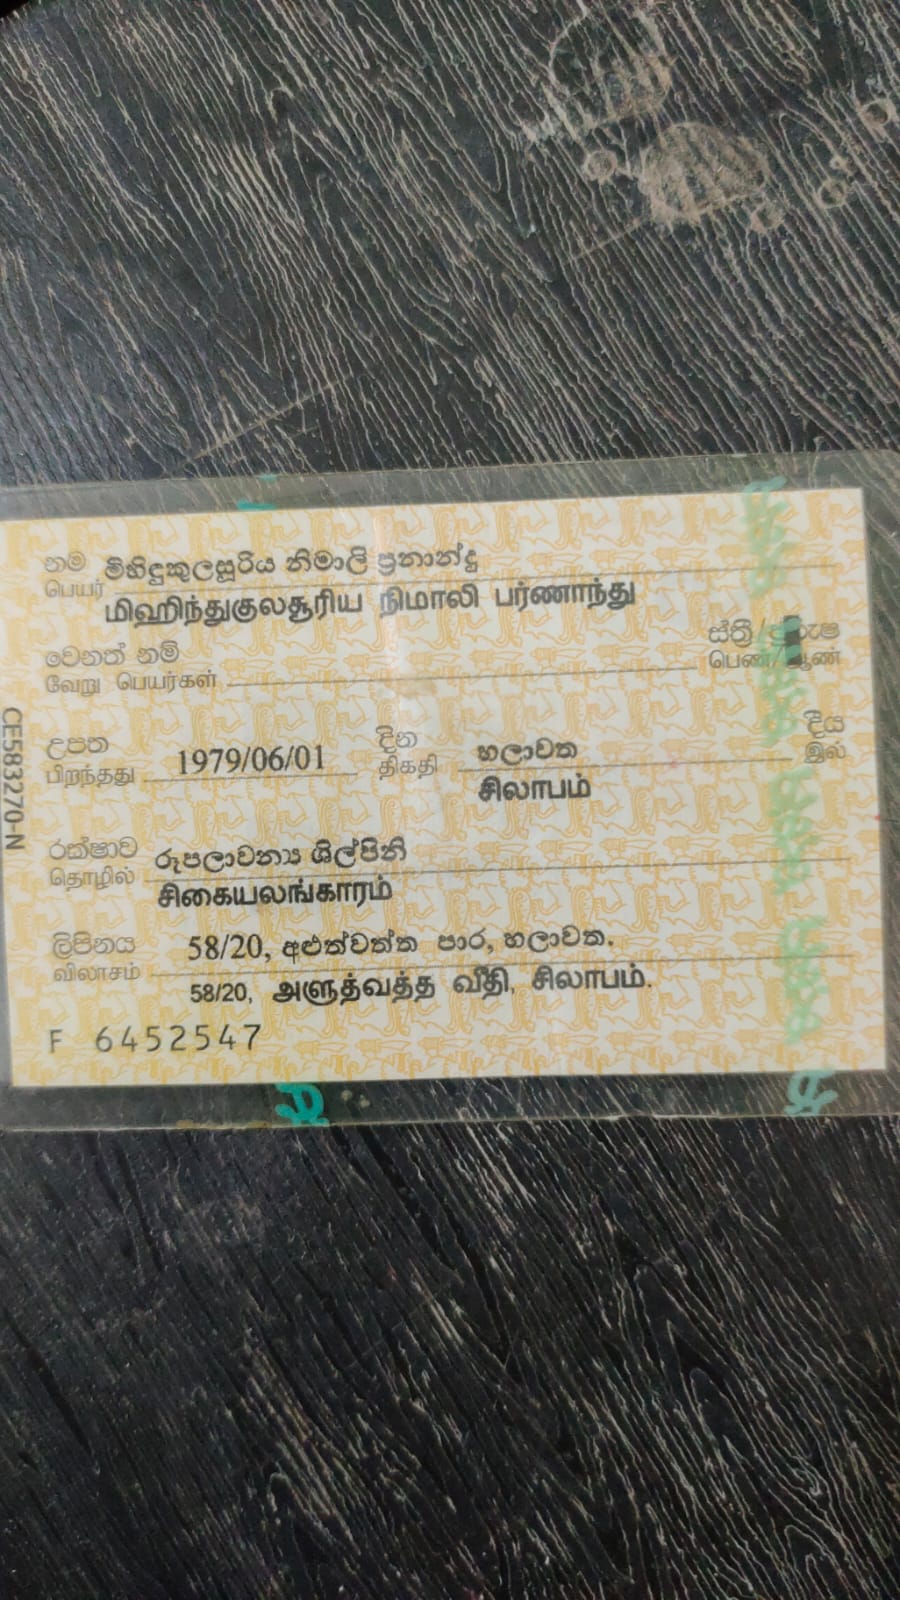 නම මිහිඳුකුලසූරිය නිමාලි ප්‍රනාන්දු
பெயர் மிஹிந்துகுலசூரிய நிமாலி பர்ணாந்து
වෙනත් නම් ස්ත්‍රී/පුරුෂ
வேறு பெயர்கள் பெண்/ஆண்
උපත 1979/06/01 දින හලාවත දීය
பிறந்தது திகதி சிலாபம் இல்
රක්ෂාව රූපලාවන්‍ය ශිල්පිනි
தொழில் சிகையலங்காரம்
ලිපිනය 58/20, අළුත්වත්ත පාර, හලාවත.
விலாசம் 58/20, அளுத்வத்த வீதி, சிலாபம்.
F 6452547
CE583270-N